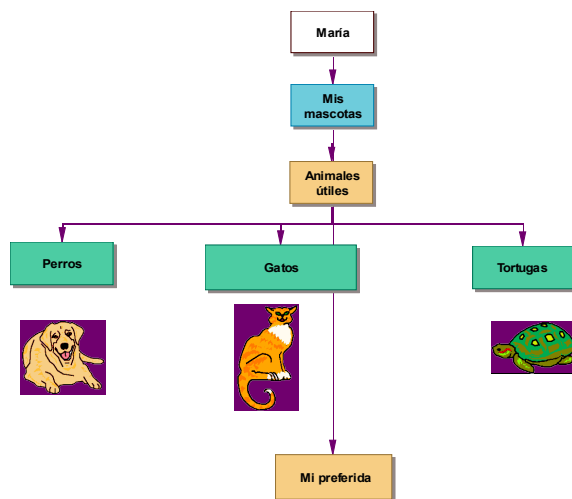 María
Mis
mascotas
Animales
útiles
Perros
Gatos
Tortugas
Mi preferida